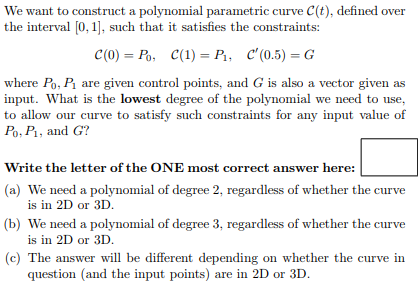 We want to construct a polynomial parametric curve 𝒞(t), defined over
the interval [0, 1], such that it satisfies the constraints:
𝒞(0) = P₀, 𝒞(1) = P₁, 𝒞′(0.5) = G
where P₀, P₁ are given control points, and G is also a vector given as
input. What is the lowest degree of the polynomial we need to use,
to allow our curve to satisfy such constraints for any input value of
P₀, P₁, and G?
Write the letter of the ONE most correct answer here:
(a) We need a polynomial of degree 2, regardless of whether the curve
is in 2D or 3D.
(b) We need a polynomial of degree 3, regardless of whether the curve
is in 2D or 3D.
(c) The answer will be different depending on whether the curve in
question (and the input points) are in 2D or 3D.